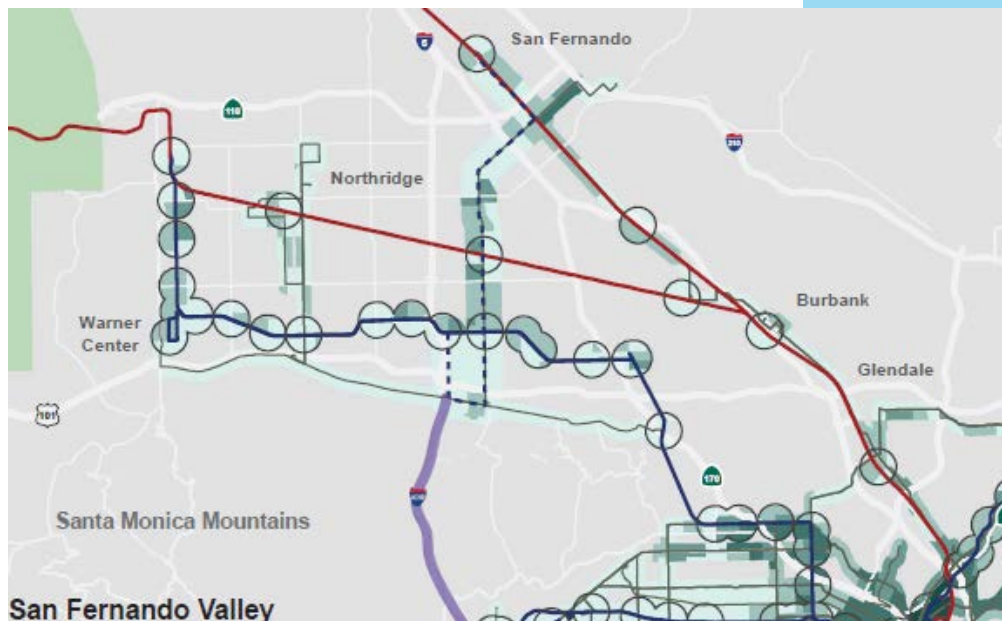 San Fernando
5
118
210
Northridge
Burbank
Warner
Center
Glendale
101
170
405
Santa Monica Mountains
San Fernando Valley